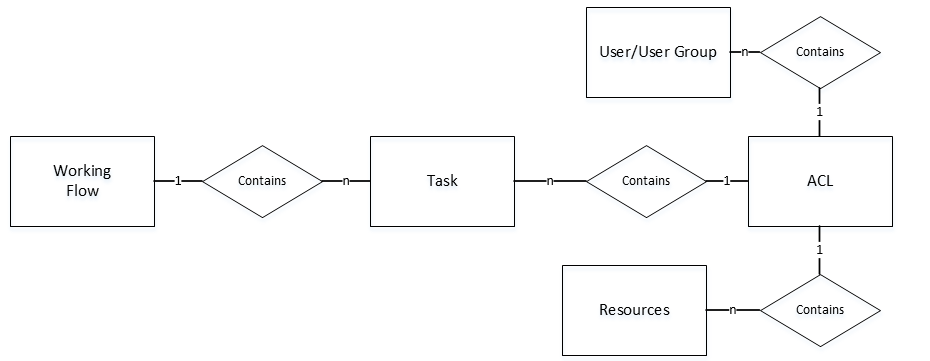 User/User Group
n
Contains
1
Working
Flow
1
Contains
n
Task
n
Contains
1
ACL
1
Resources
n
Contains